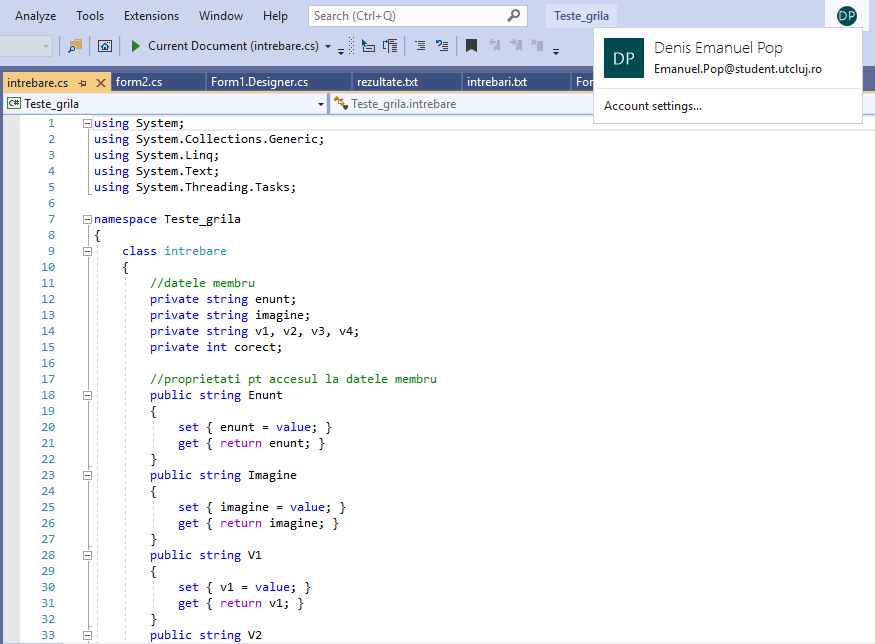 Analyze Tools Extensions Window Help Search (Ctrl+Q) Teste_grila DP
Current Document (intrebare.cs)
DP Denis Emanuel Pop
Emanuel.Pop@student.utcluj.ro
Account settings...
intrebare.cs form2.cs Form1.Designer.cs rezultate.txt intrebari.txt For
C# Teste_grila Teste_grila.intrebare
1 using System;
2 using System.Collections.Generic;
3 using System.Linq;
4 using System.Text;
5 using System.Threading.Tasks;
6
7 namespace Teste_grila
8 {
9 class intrebare
10 {
11 //datele membru
12 private string enunt;
13 private string imagine;
14 private string v1, v2, v3, v4;
15 private int corect;
16
17 //proprietati pt accesul la datele membru
18 public string Enunt
19 {
20 set { enunt = value; }
21 get { return enunt; }
22 }
23 public string Imagine
24 {
25 set { imagine = value; }
26 get { return imagine; }
27 }
28 public string V1
29 {
30 set { v1 = value; }
31 get { return v1; }
32 }
33 public string V2